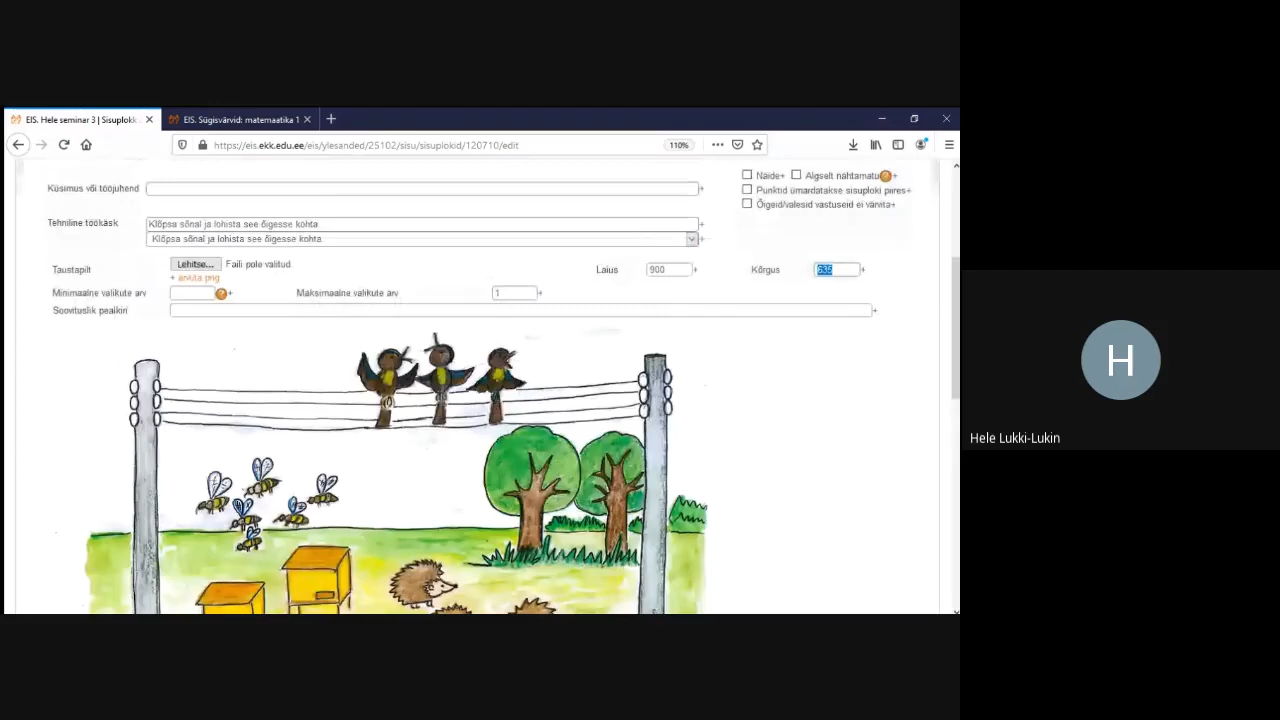 EIS. Hele seminar 3 | Sisuplokk
EIS. Sügisvärvid: matemaatika 1
https://eis.ekk.edu.ee/eis/ylesanded/25102/sisu/sisuplokid/120710/edit
110%
Küsimus või tööjuhend
Näide+
Algselt nähtamatu
Punktid ümardatakse sisuploki piires+
Õigeid/valesid vastuseid ei värvita+
Tehniline töökäsk
Klõpsa sõnal ja lohista see õigesse kohta
Klõpsa sõnal ja lohista see õigesse kohta
Taustapilt
Lehitse...
Faili pole valitud.
Laius
900
Kõrgus
Minimaalne valikute arv
Maksimaalne valikute arv
1
Soovituslik pealkiri
H
Hele Lukki-Lukin